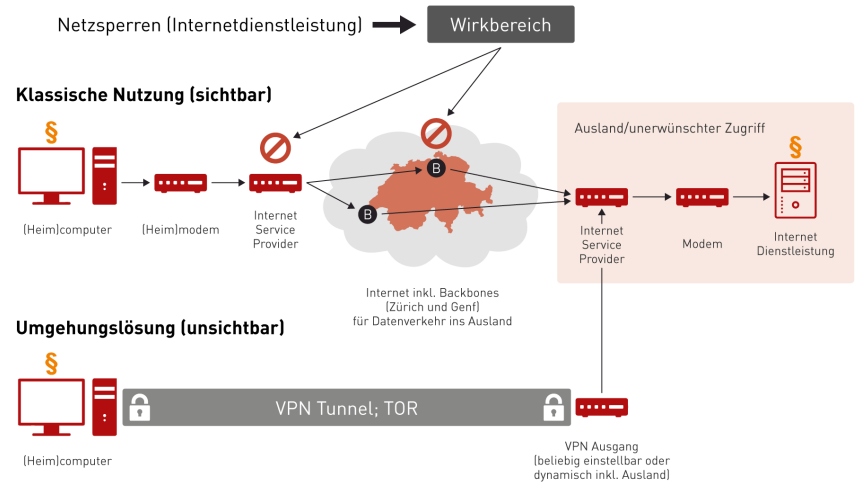 Netzsperren (Internetdienstleistung)
Wirkbereich
Klassische Nutzung (sichtbar)
§
(Heim)computer
(Heim)modem
Internet
Service
Provider
B
B
Internet inkl. Backbones
(Zürich und Genf)
für Datenverkehr ins Ausland
Ausland/unerwünschter Zugriff
§
Internet
Service
Provider
Modem
Internet
Dienstleistung
Umgehungslösung (unsichtbar)
§
(Heim)computer
VPN Tunnel; TOR
VPN Ausgang
(beliebig einstellbar oder
dynamisch inkl. Ausland)